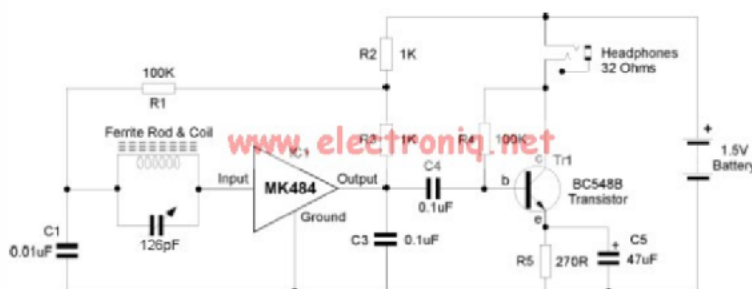 R2
1K
Headphones
32 Ohms
100K
R1
Ferrite Rod & Coil
R3
1K
R4
100K
www.electroniq.net
IC1
C4
Tr1
c
+
1.5V
Battery
Input
MK484
Output
b
BC548B
Transistor
0.1uF
Ground
e
C1
0.01uF
126pF
C3
0.1uF
R5
270R
+
C5
47uF